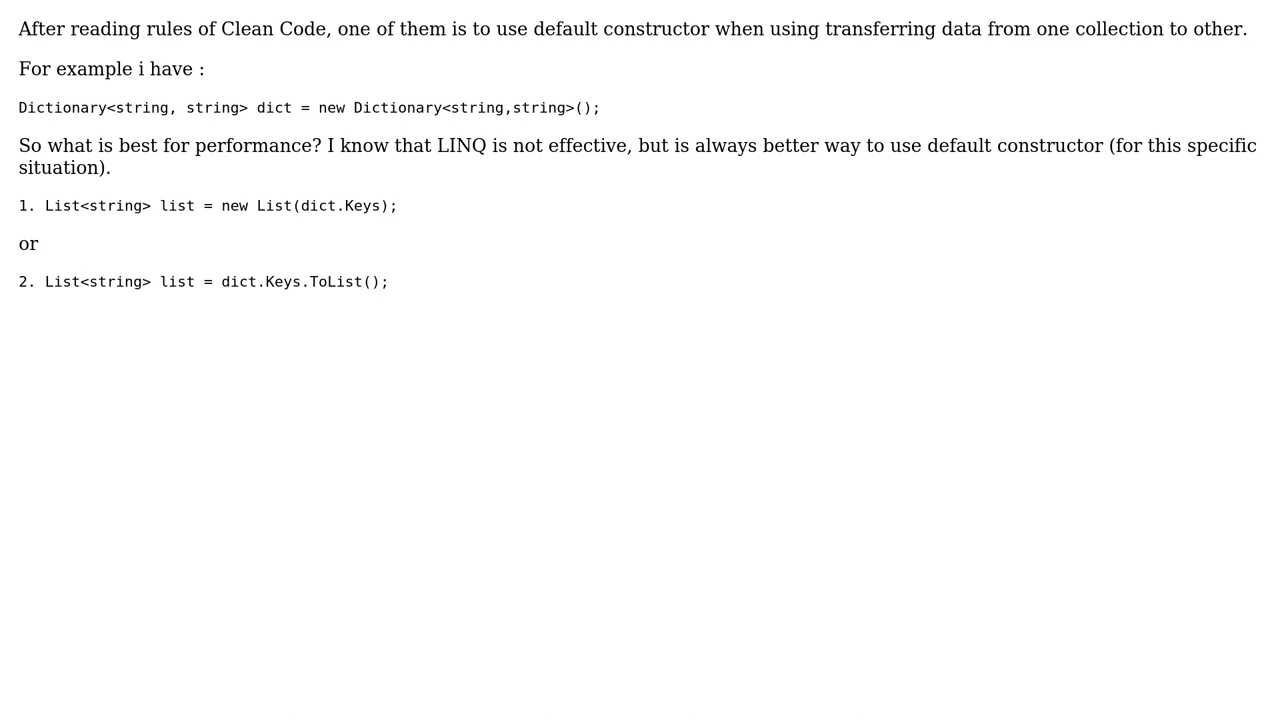 After reading rules of Clean Code, one of them is to use default constructor when using transferring data from one collection to other.
For example i have :
Dictionary<string, string> dict = new Dictionary<string,string>();
So what is best for performance? I know that LINQ is not effective, but is always better way to use default constructor (for this specific
situation).
1. List<string> list = new List(dict.Keys);
or
2. List<string> list = dict.Keys.ToList();